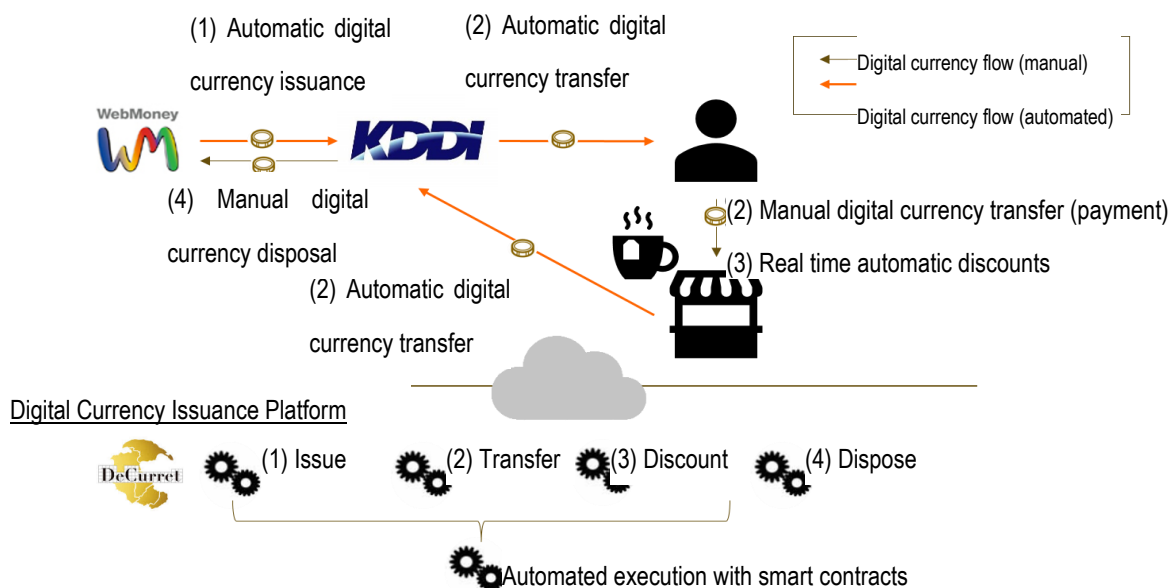 (1) Automatic digital
currency issuance
(2) Automatic digital
currency transfer
Digital currency flow (manual)
Digital currency flow (automated)
WebMoney
WM
KDDI
(4) Manual digital
currency disposal
(2) Manual digital currency transfer (payment)
(3) Real time automatic discounts
(2) Automatic digital
currency transfer
Digital Currency Issuance Platform
DeCurret
(1) Issue
(2) Transfer
(3) Discount
(4) Dispose
Automated execution with smart contracts